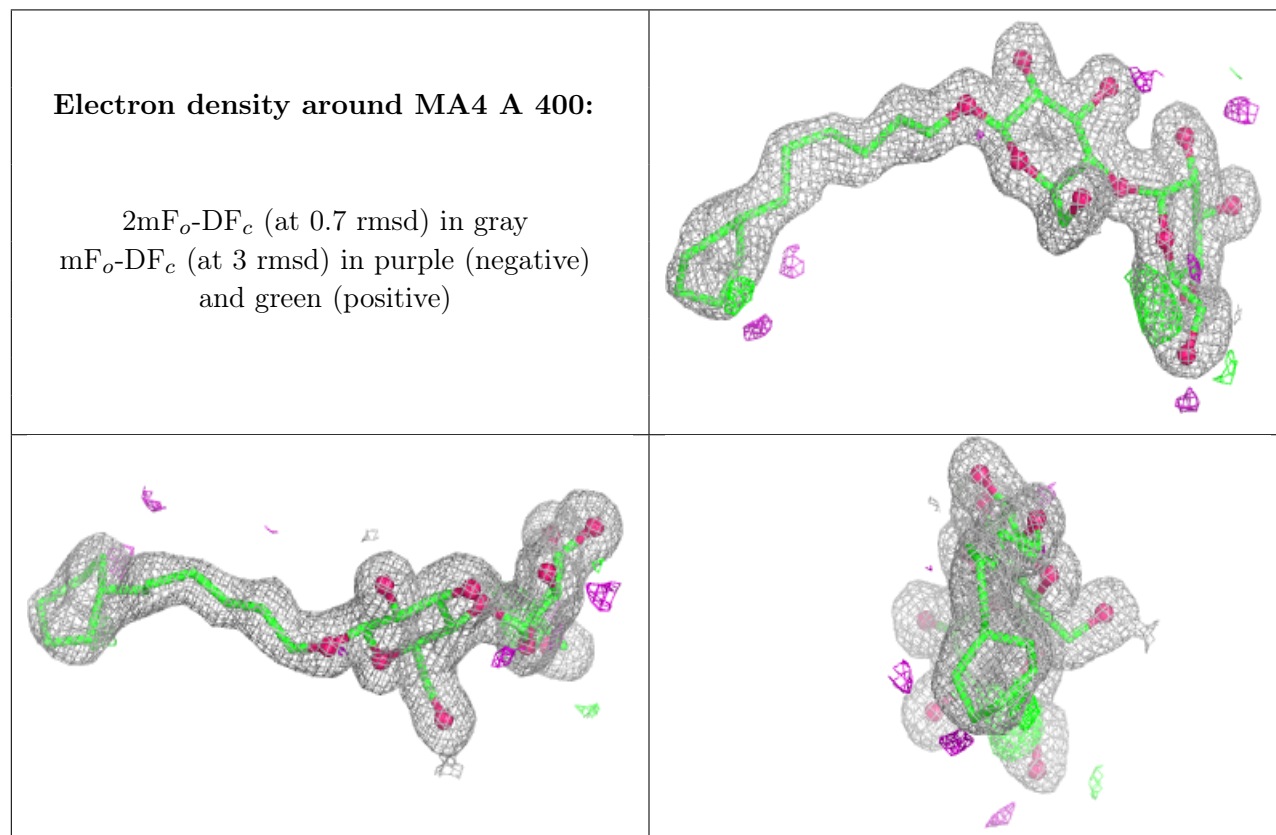 Electron density around MA4 A 400:
2mFₒ-DF𝒸 (at 0.7 rmsd) in gray
mFₒ-DF𝒸 (at 3 rmsd) in purple (negative)
and green (positive)